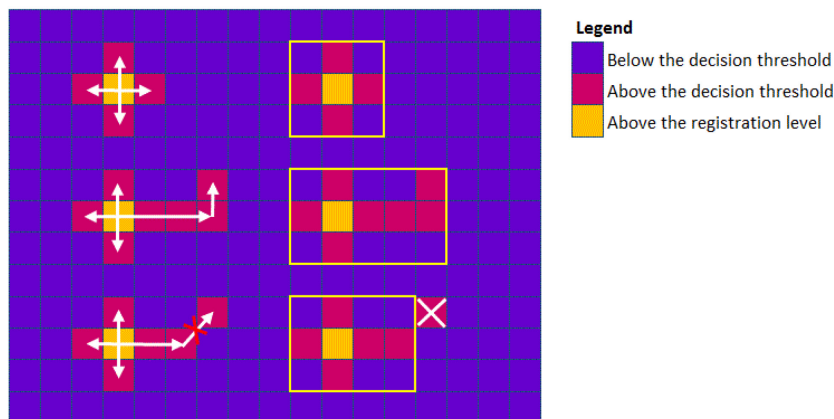 Legend
Below the decision threshold
Above the decision threshold
Above the registration level